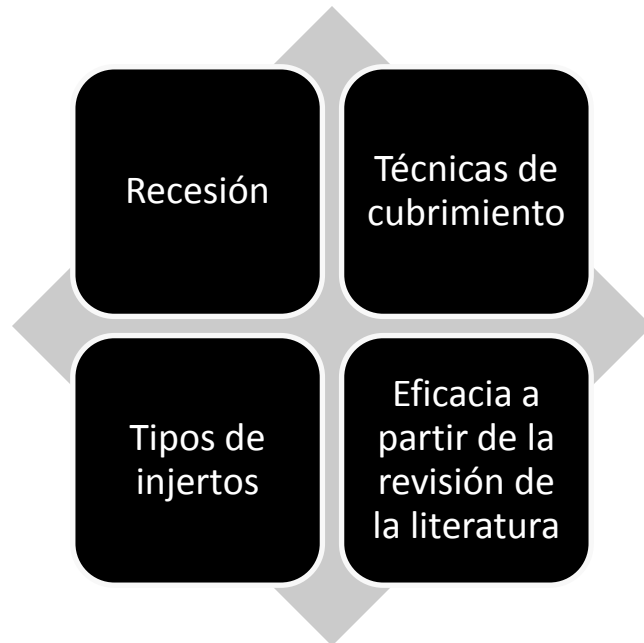 Recesión
Técnicas de
cubrimiento
Tipos de
injertos
Eficacia a
partir de la
revisión de
la literatura